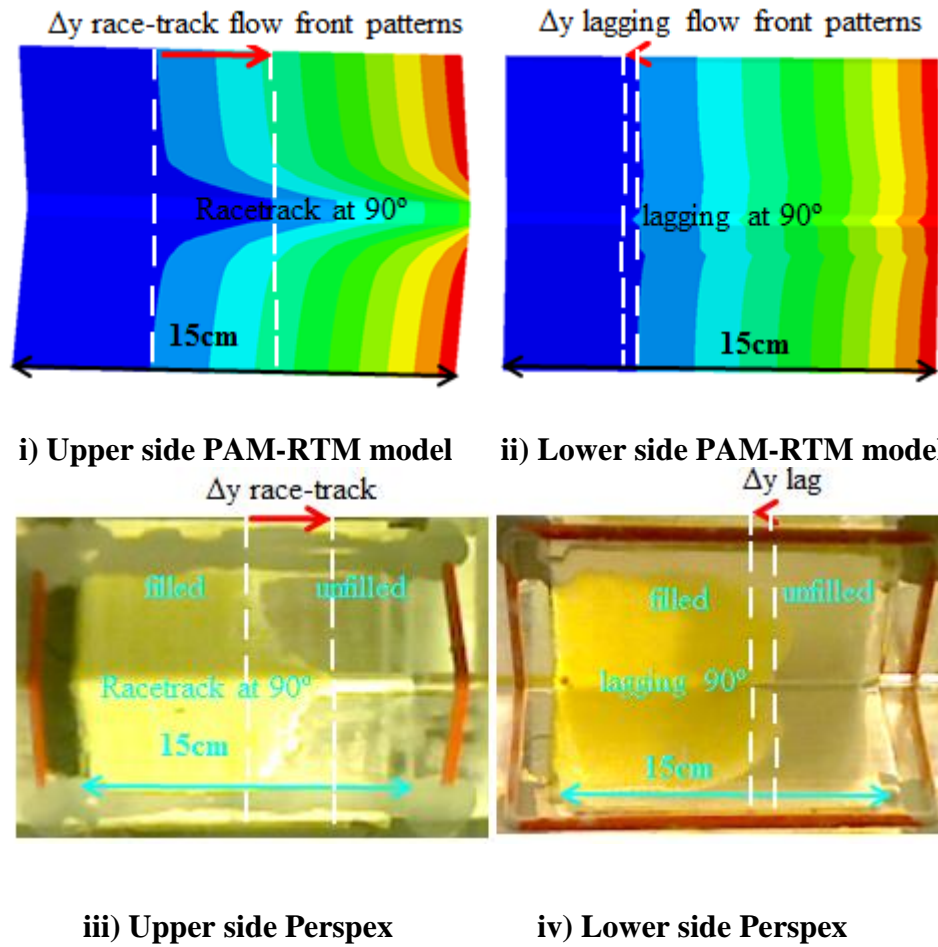 Δy race-track flow front patterns
Racetrack at 90°
15cm
i) Upper side PAM-RTM model
Δy lagging flow front patterns
lagging at 90°
15cm
ii) Lower side PAM-RTM model
Δy race-track
filled unfilled
Racetrack at 90°
15cm
iii) Upper side Perspex
Δy lag
filled unfilled
lagging 90°
15cm
iv) Lower side Perspex